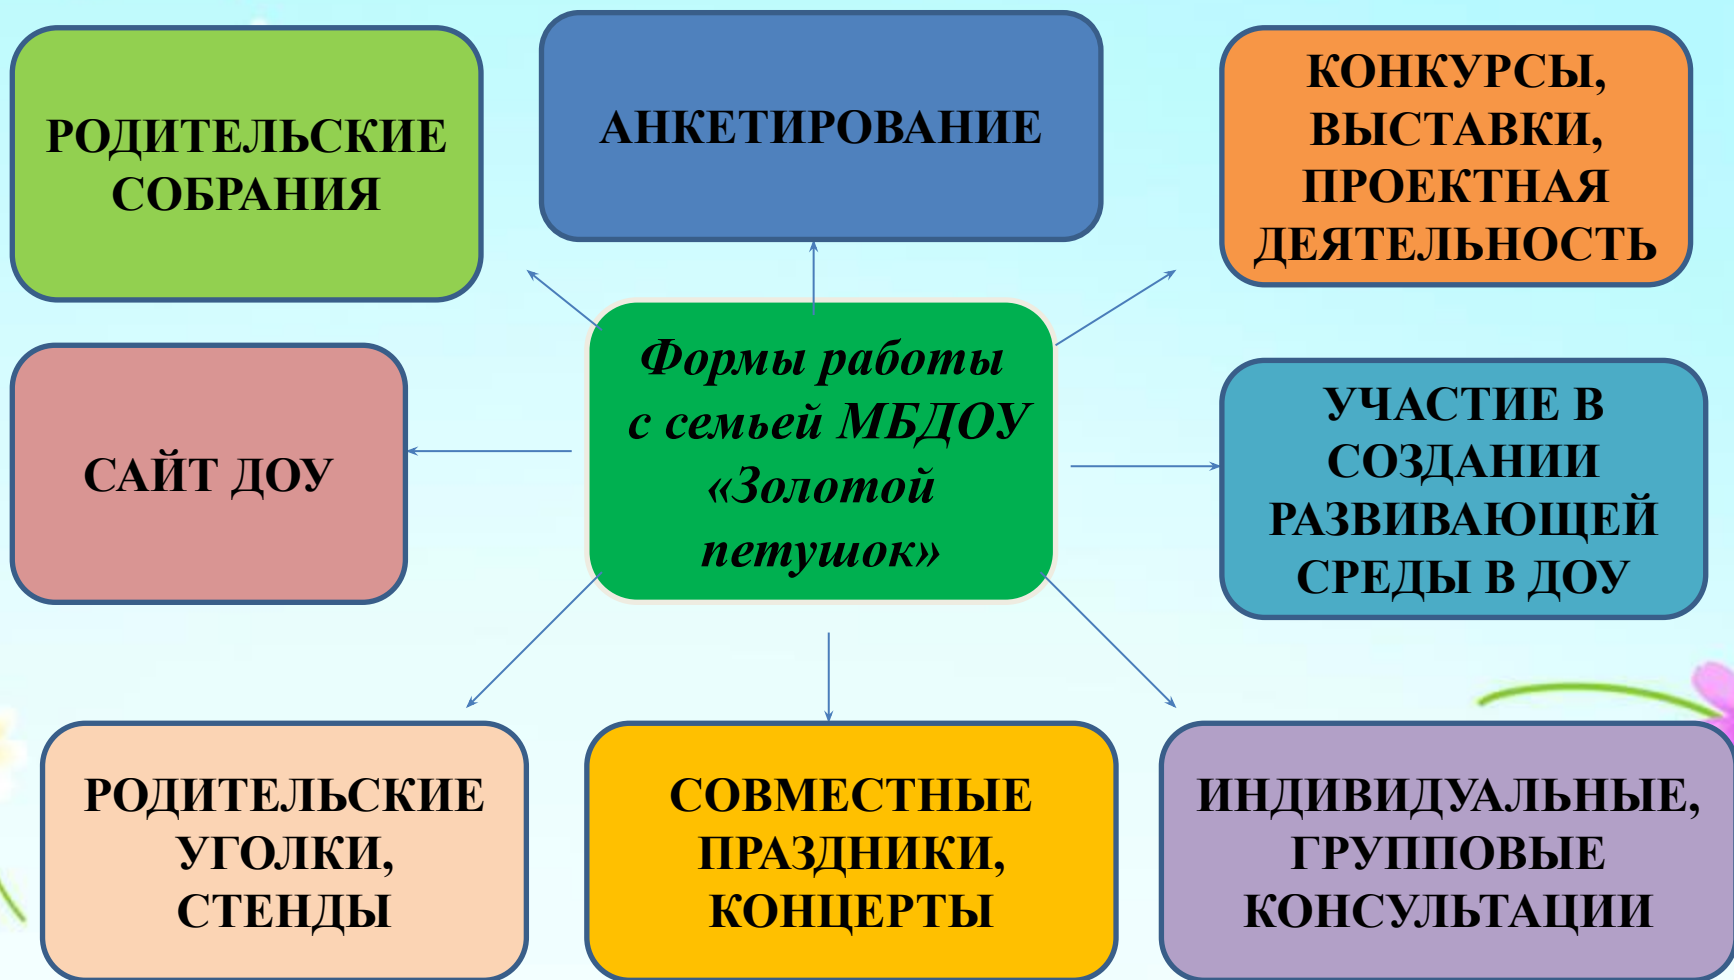 РОДИТЕЛЬСКИЕ
СОБРАНИЯ
АНКЕТИРОВАНИЕ
КОНКУРСЫ,
ВЫСТАВКИ,
ПРОЕКТНАЯ
ДЕЯТЕЛЬНОСТЬ
САЙТ ДОУ
Формы работы
с семьей МБДОУ
«Золотой
петушок»
УЧАСТИЕ В
СОЗДАНИИ
РАЗВИВАЮЩЕЙ
СРЕДЫ В ДОУ
РОДИТЕЛЬСКИЕ
УГОЛКИ,
СТЕНДЫ
СОВМЕСТНЫЕ
ПРАЗДНИКИ,
КОНЦЕРТЫ
ИНДИВИДУАЛЬНЫЕ,
ГРУППОВЫЕ
КОНСУЛЬТАЦИИ